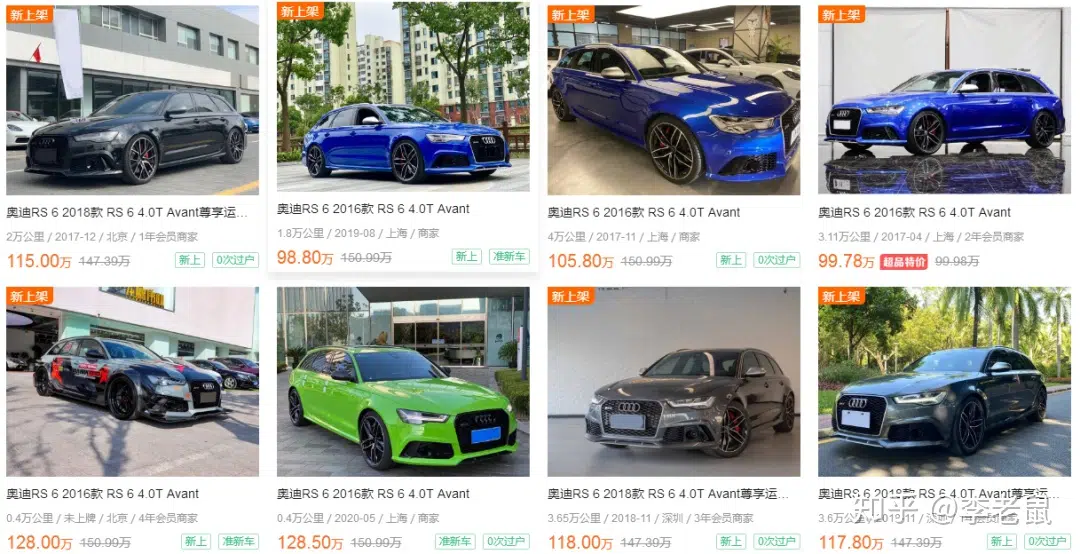 新上架
新上架
新上架
新上架
奥迪RS 6 2018款 RS 6 4.0T Avant尊享运...
奥迪RS 6 2016款 RS 6 4.0T Avant
奥迪RS 6 2016款 RS 6 4.0T Avant
奥迪RS 6 2016款 RS 6 4.0T Avant
2万公里 / 2017-12 / 北京 / 1年会员商家
1.8万公里 / 2019-08 / 上海 / 商家
4万公里 / 2017-11 / 上海 / 商家
3.11万公里 / 2017-04 / 上海 / 2年会员商家
115.00万 147.39万 新上 0次过户
98.80万 150.99万 新上 准新车
105.80万 150.99万 新上 0次过户
99.78万 超品特价 99.98万
新上架
新上架
新上架
奥迪RS 6 2016款 RS 6 4.0T Avant
奥迪RS 6 2016款 RS 6 4.0T Avant
奥迪RS 6 2018款 RS 6 4.0T Avant尊享运...
奥迪RS 6 2018款 RS 6 4.0T Avant尊享运...
0.4万公里 / 未上牌 / 北京 / 4年会员商家
0.4万公里 / 2020-05 / 上海 / 商家
3.65万公里 / 2018-11 / 深圳 / 3年会员商家
3.6万公里
128.00万 150.99万 新上 准新车
128.50万 150.99万 准新车 0次过户
118.00万 147.39万 新上 0次过户
117.80万 147.39万 新上 0次过户
知乎 @李老鼠